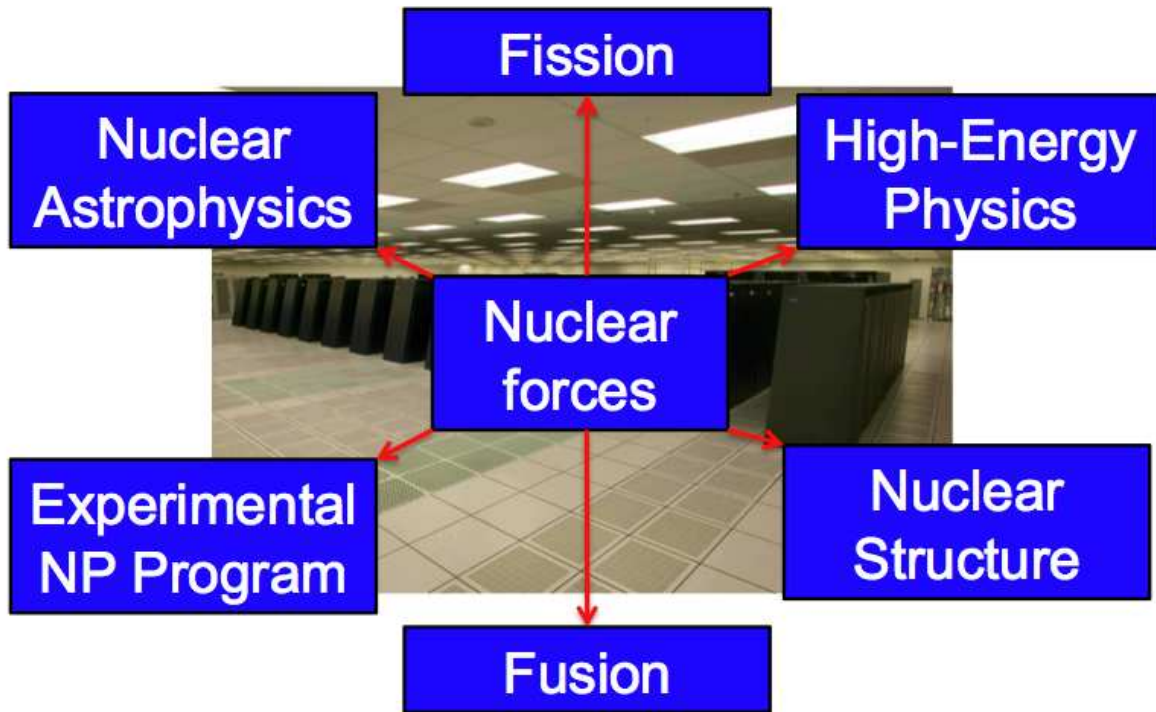 Fission
Nuclear
Astrophysics
High-Energy
Physics
Nuclear
forces
Experimental
NP Program
Nuclear
Structure
Fusion